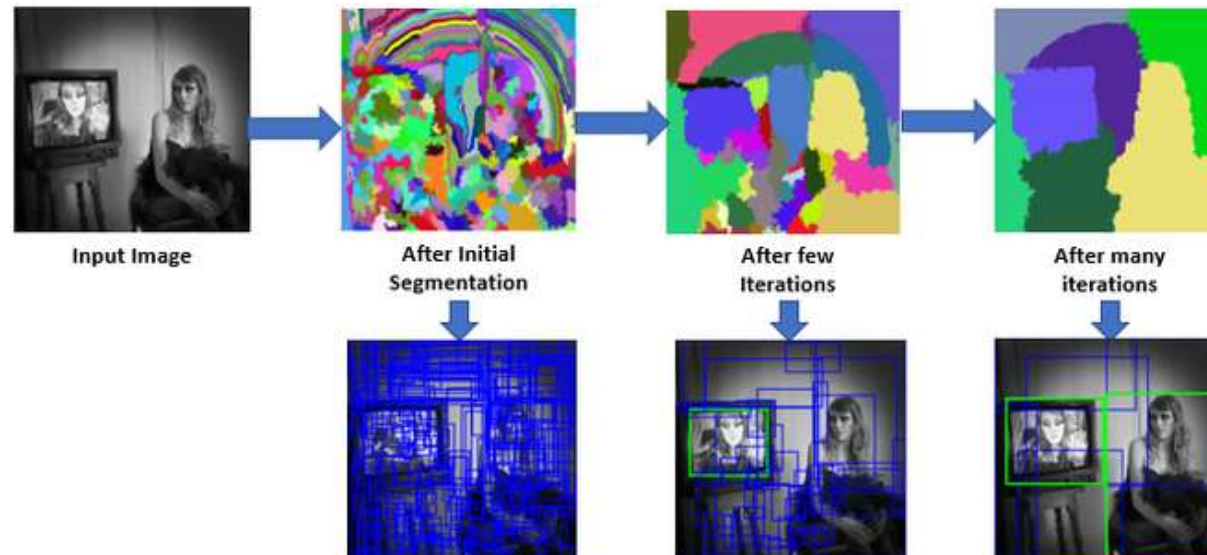 Input Image
After Initial
Segmentation
After few
Iterations
After many
iterations